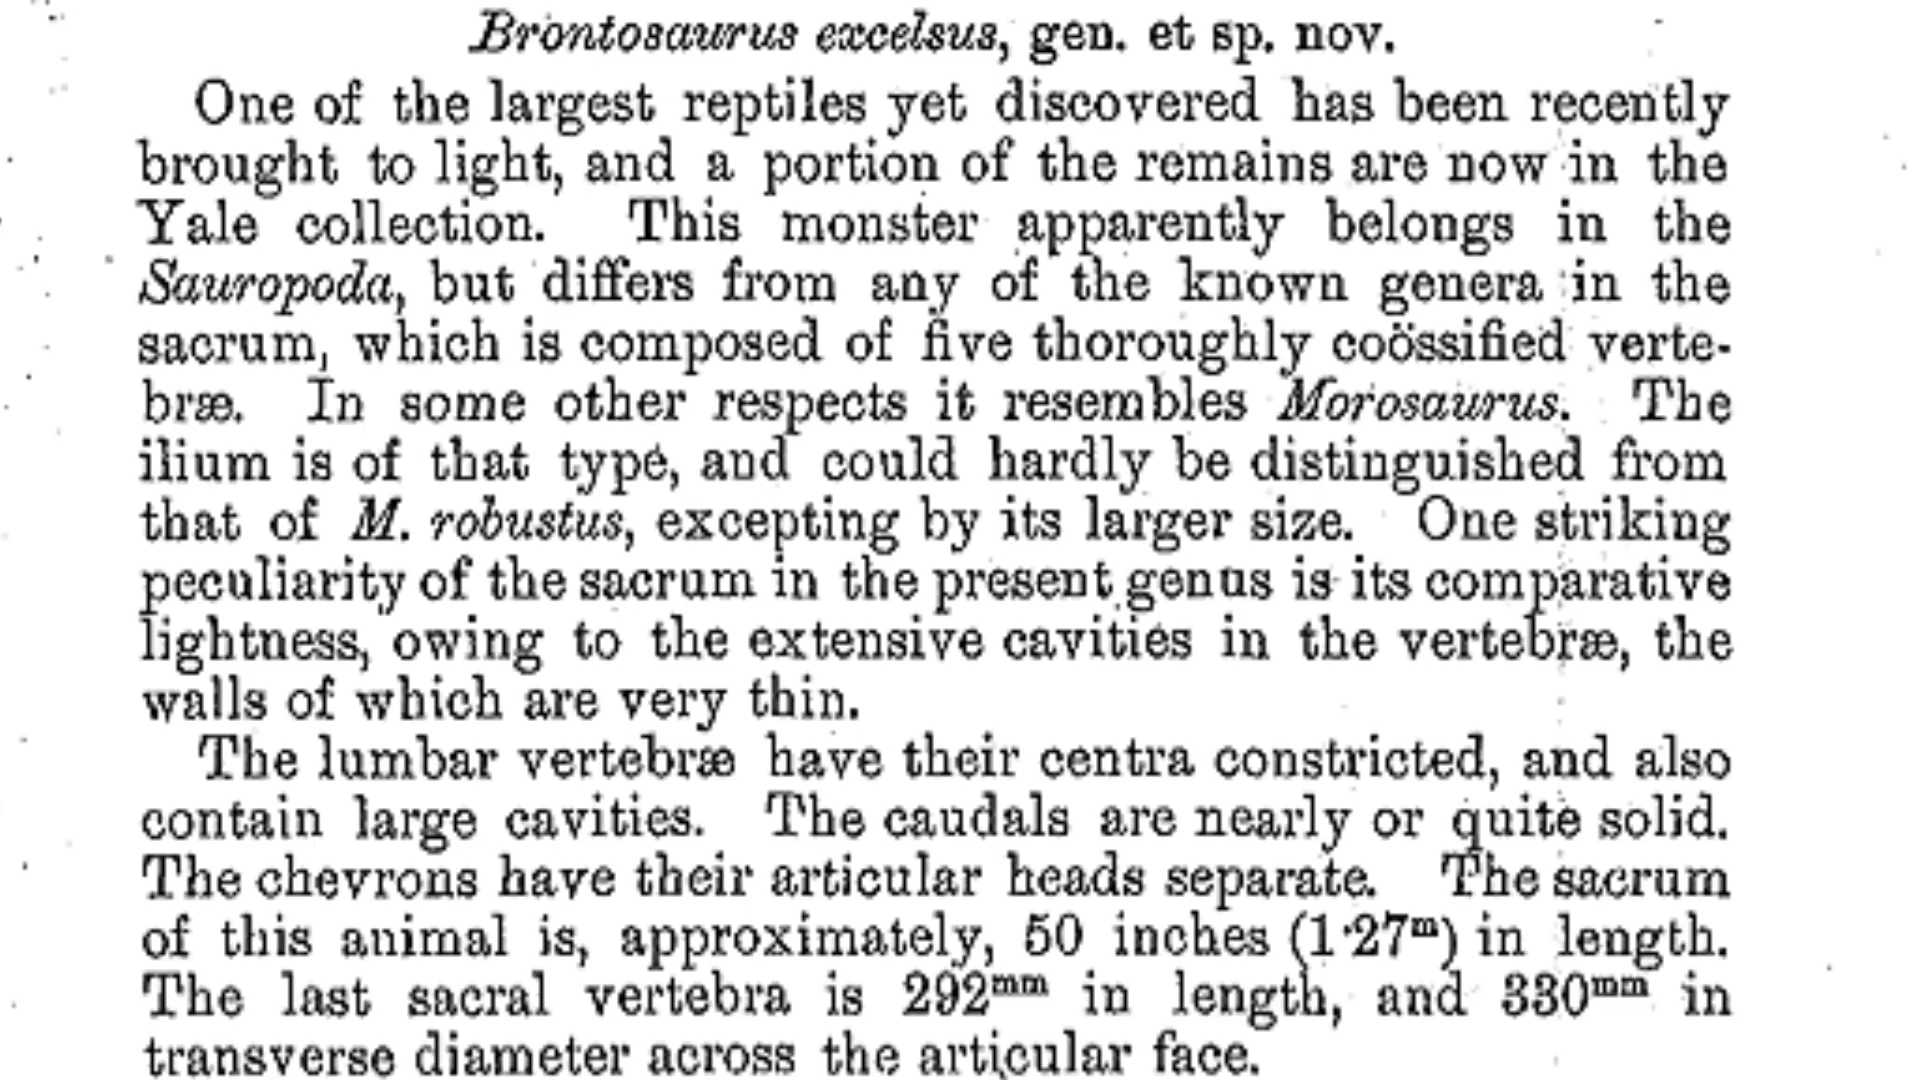 Brontosaurus excelsus, gen. et sp. nov.
One of the largest reptiles yet discovered has been recently
brought to light, and a portion of the remains are now in the
Yale collection. This monster apparently belongs in the
Sauropoda, but differs from any of the known genera in the
sacrum, which is composed of five thoroughly coössified verte-
bræ. In some other respects it resembles Morosaurus. The
ilium is of that type, and could hardly be distinguished from
that of M. robustus, excepting by its larger size. One striking
peculiarity of the sacrum in the present genus is its comparative
lightness, owing to the extensive cavities in the vertebræ, the
walls of which are very thin.
The lumbar vertebræ have their centra constricted, and also
contain large cavities. The caudals are nearly or quite solid.
The chevrons have their articular heads separate. The sacrum
of this animal is, approximately, 50 inches (1·27ᵐ) in length.
The last sacral vertebra is 292ᵐᵐ in length, and 330ᵐᵐ in
transverse diameter across the articular face.